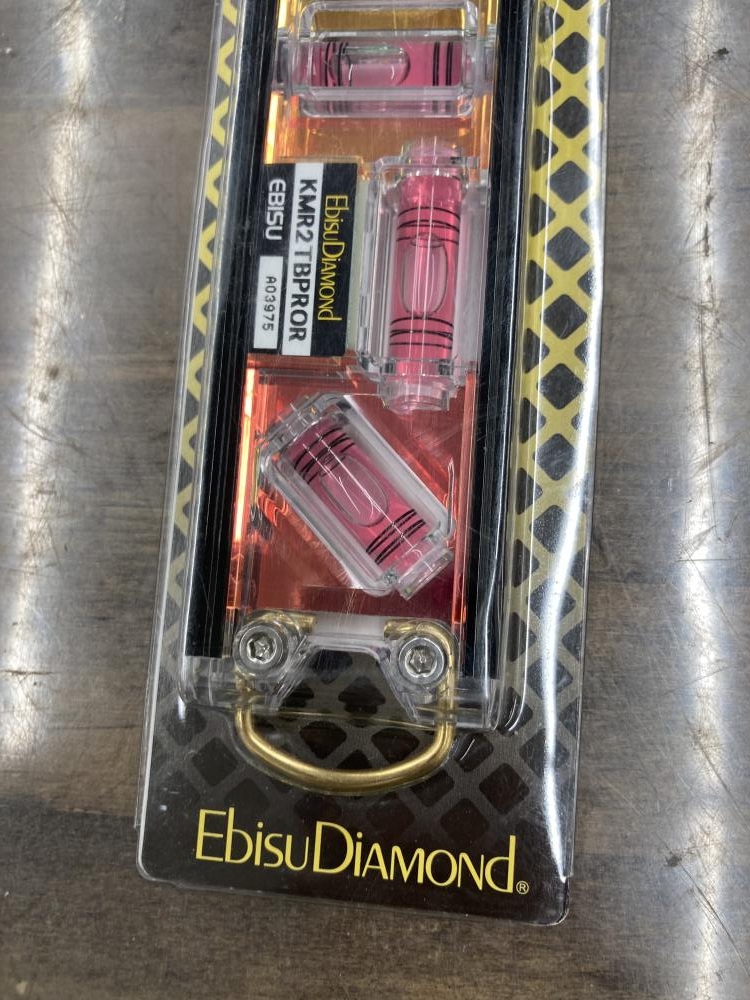 EbisuDIAMOND
KMR2TBPROR
EBISU
A03975
EbisuDIAMOND®